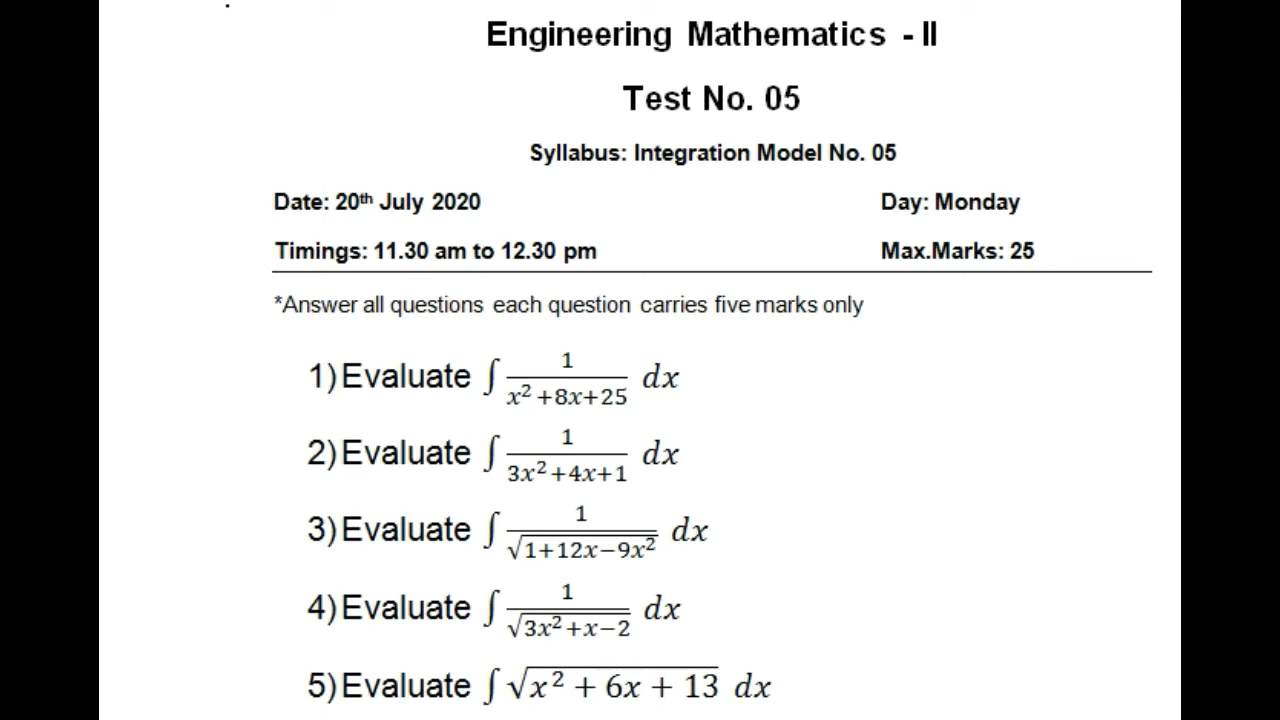 Engineering Mathematics - II
Test No. 05
Syllabus: Integration Model No. 05
Date: 20th July 2020 Day: Monday
Timings: 11.30 am to 12.30 pm Max.Marks: 25
*Answer all questions each question carries five marks only
1)Evaluate ∫ 1/(x²+8x+25) dx
2)Evaluate ∫ 1/(3x²+4x+1) dx
3)Evaluate ∫ 1/√(1+12x−9x²) dx
4)Evaluate ∫ 1/√(3x²+x−2) dx
5)Evaluate ∫ √(x² + 6x + 13) dx